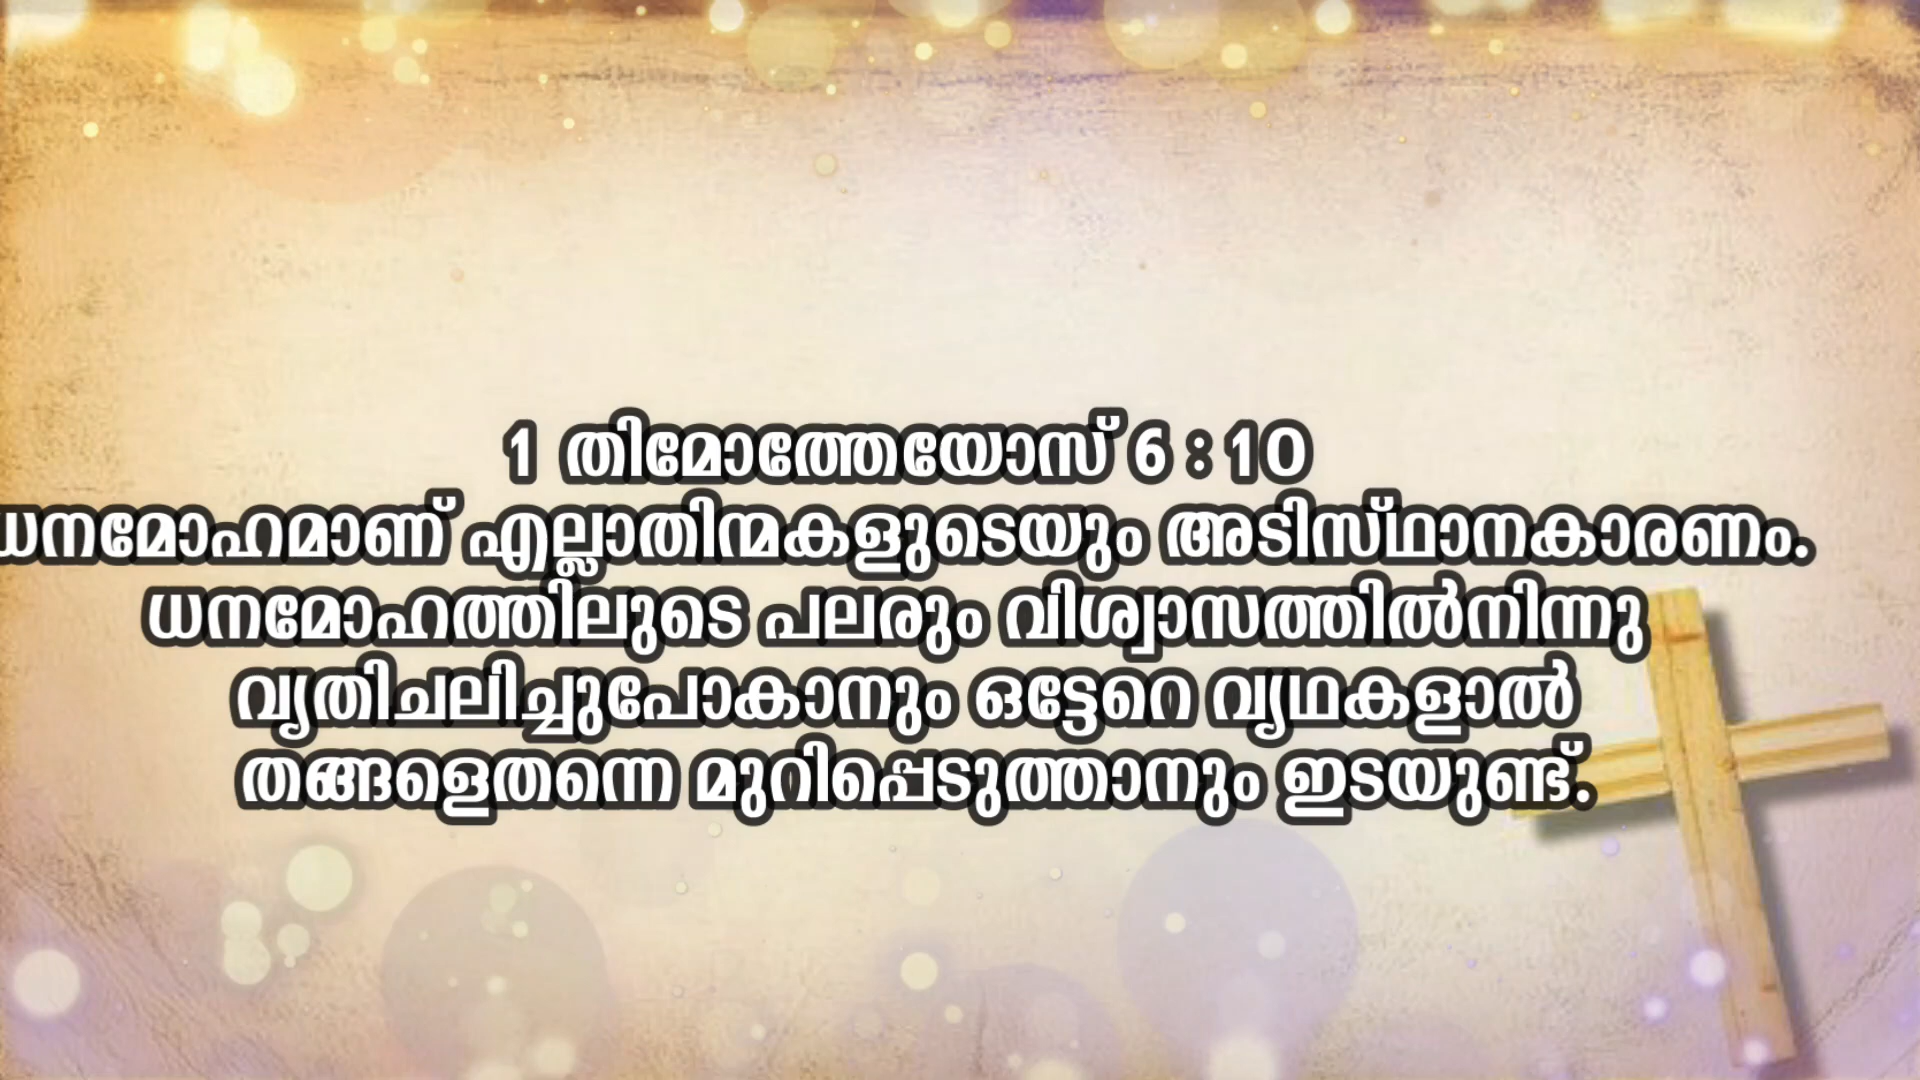 1 തിമോത്തേയോസ് 6 : 10
ധനമോഹമാണ് എല്ലാതിന്മകളുടെയും അടിസ്ഥാനകാരണം.
ധനമോഹത്തിലുടെ പലരും വിശ്വാസത്തിൽനിന്നു
വ്യതിചലിച്ചുപോകാനും ഒട്ടേറെ വ്യഥകളാൽ
തങ്ങളെതന്നെ മുറിപ്പെടുത്താനും ഇടയുണ്ട്.